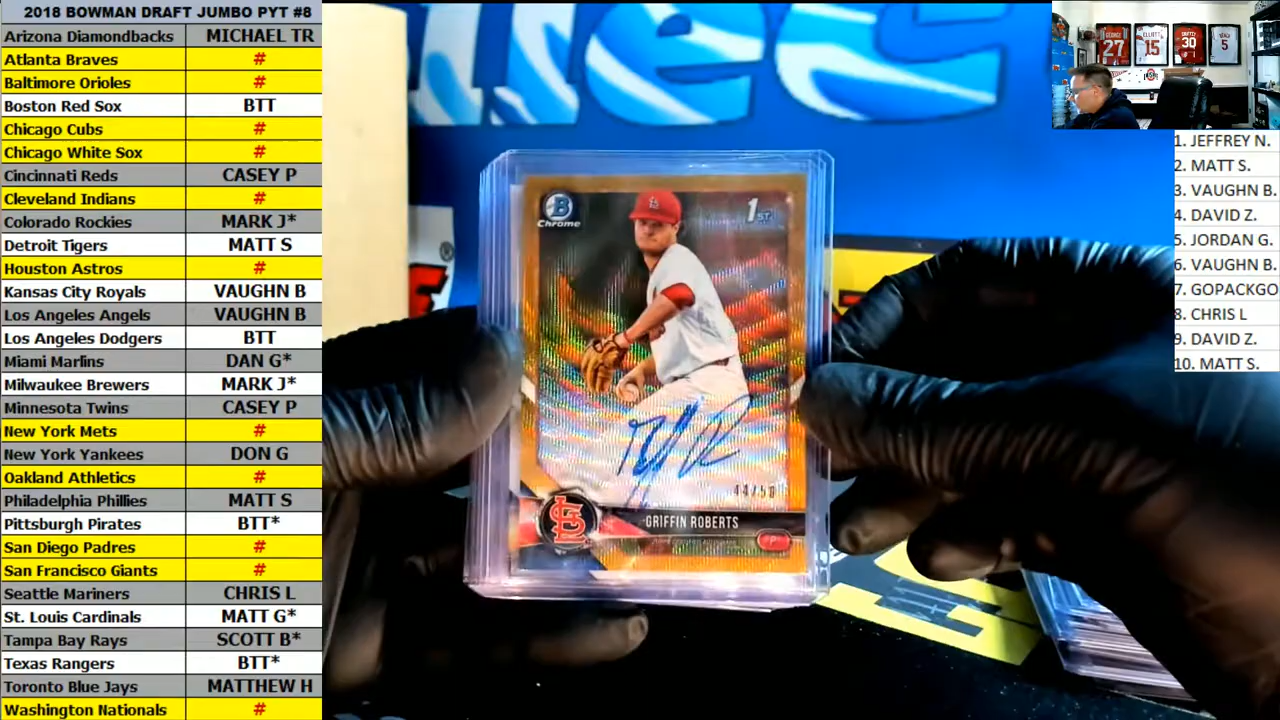 2018 BOWMAN DRAFT JUMBO PYT #8
Arizona Diamondbacks MICHAEL TR
Atlanta Braves #
Baltimore Orioles #
Boston Red Sox BTT
Chicago Cubs #
Chicago White Sox #
Cincinnati Reds CASEY P
Cleveland Indians #
Colorado Rockies MARK J*
Detroit Tigers MATT S
Houston Astros #
Kansas City Royals VAUGHN B
Los Angeles Angels VAUGHN B
Los Angeles Dodgers BTT
Miami Marlins DAN G*
Milwaukee Brewers MARK J*
Minnesota Twins CASEY P
New York Mets #
New York Yankees DON G
Oakland Athletics #
Philadelphia Phillies MATT S
Pittsburgh Pirates BTT*
San Diego Padres #
San Francisco Giants #
Seattle Mariners CHRIS L
St. Louis Cardinals MATT G*
Tampa Bay Rays SCOTT B*
Texas Rangers BTT*
Toronto Blue Jays MATTHEW H
Washington Nationals #
B
Chrome
1ST
44/50
GRIFFIN ROBERTS
27
15
30
5
1. JEFFREY N.
2. MATT S.
3. VAUGHN B.
4. DAVID Z.
5. JORDAN G.
6. VAUGHN B.
7. GOPACKGO
8. CHRIS L
9. DAVID Z.
10. MATT S.